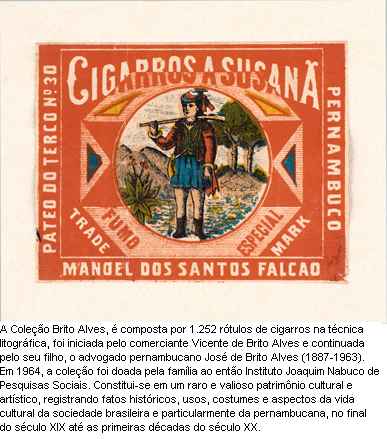 CIGARROS A SUSANÃ
PATEO DO TERCO Nº 30
PERNAMBUCO
FUMO
ESPECIAL
TRADE
MARK
MANOEL DOS SANTOS FALCAO
A Coleção Brito Alves, é composta por 1.252 rótulos de cigarros na técnica
litográfica, foi iniciada pelo comerciante Vicente de Brito Alves e continuada
pelo seu filho, o advogado pernambucano José de Brito Alves (1887-1963).
Em 1964, a coleção foi doada pela família ao então Instituto Joaquim Nabuco de
Pesquisas Sociais. Constitui-se em um raro e valioso patrimônio cultural e
artístico, registrando fatos históricos, usos, costumes e aspectos da vida
cultural da sociedade brasileira e particularmente da pernambucana, no final
do século XIX até as primeiras décadas do século XX.